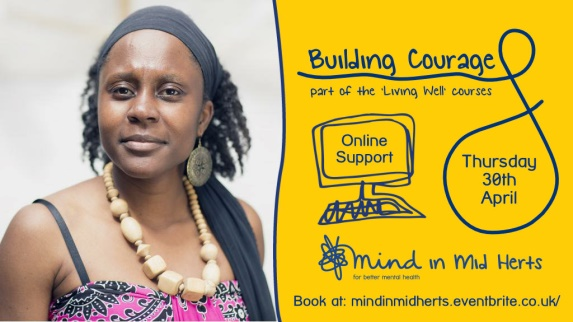 Building Courage
part of the 'Living Well' courses
Online
Support
Thursday
30th
April
mind in Mid Herts
for better mental health
Book at: mindinmidherts.eventbrite.co.uk/